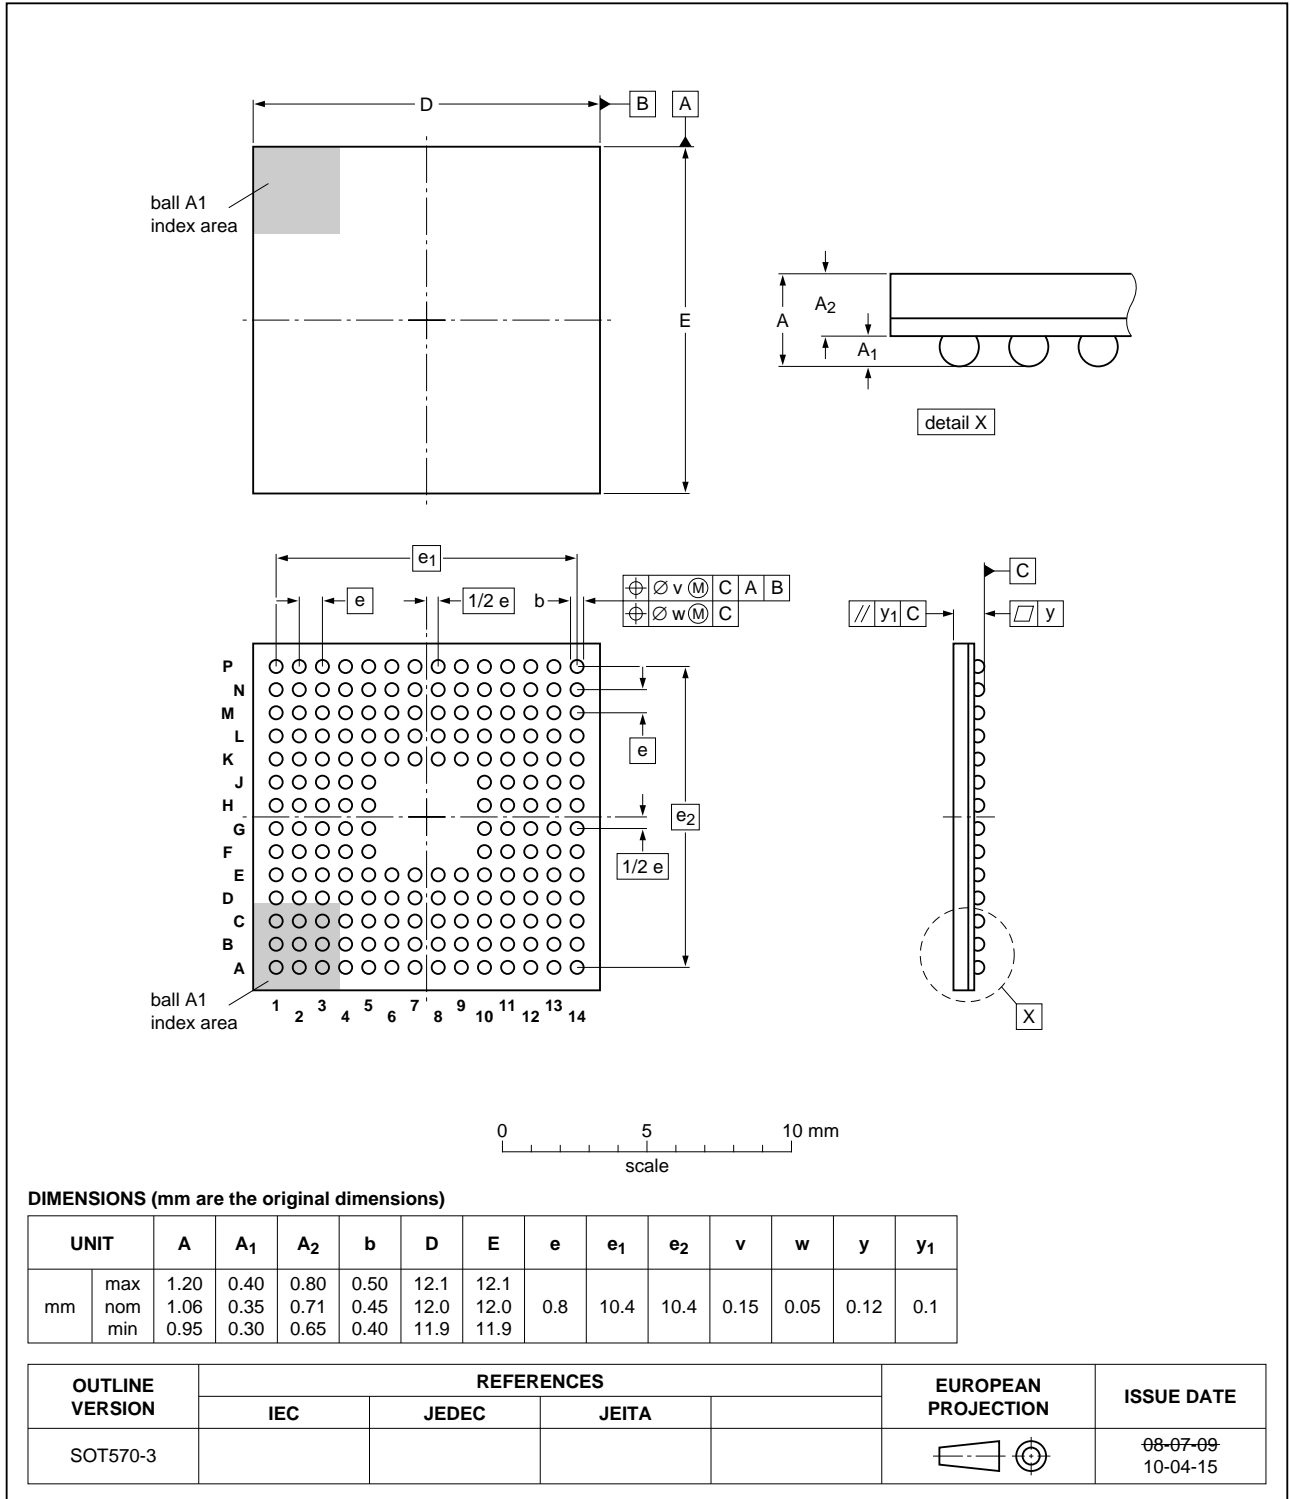 D
B
A
ball A1
index area
E
A
A2
A1
detail X
e1
e
1/2 e
b
Ø v M C A B
Ø w M C
C
// y1 C
y
P
N
M
L
K
J
H
G
F
E
D
C
B
A
e
e2
1/2 e
ball A1
index area
1 2 3 4 5 6 7 8 9 10 11 12 13 14
X
0 5 10 mm
scale
DIMENSIONS (mm are the original dimensions)
UNIT A A1 A2 b D E e e1 e2 v w y y1
max 1.20 0.40 0.80 0.50 12.1 12.1
mm nom 1.06 0.35 0.71 0.45 12.0 12.0 0.8 10.4 10.4 0.15 0.05 0.12 0.1
min 0.95 0.30 0.65 0.40 11.9 11.9
OUTLINE VERSION
REFERENCES
IEC JEDEC JEITA
EUROPEAN PROJECTION
ISSUE DATE
SOT570-3
08-07-09
10-04-15